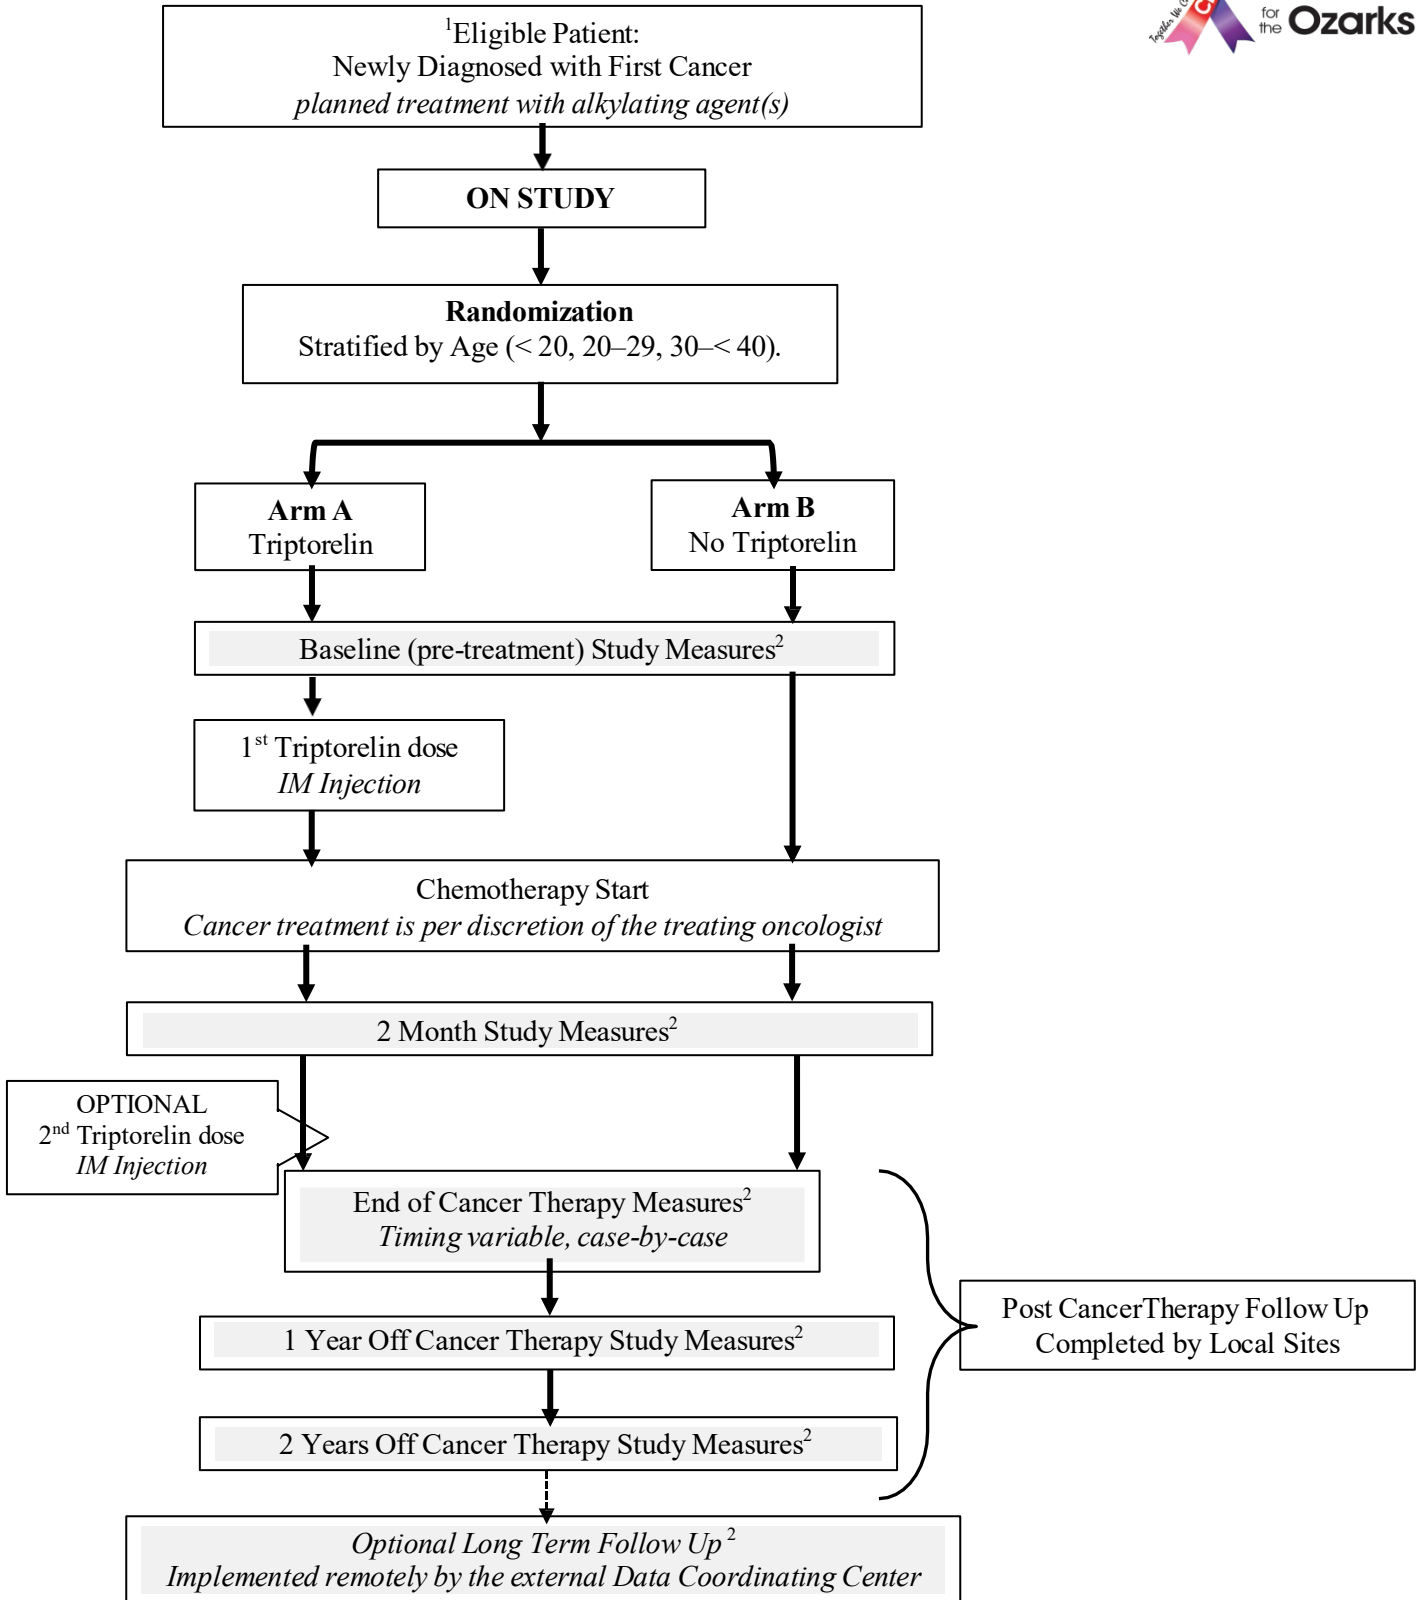 for
the Ozarks
Together We C
¹Eligible Patient:
Newly Diagnosed with First Cancer
planned treatment with alkylating agent(s)
ON STUDY
Randomization
Stratified by Age (< 20, 20–29, 30–< 40).
Arm A
Triptorelin
Arm B
No Triptorelin
Baseline (pre-treatment) Study Measures²
1st Triptorelin dose
IM Injection
Chemotherapy Start
Cancer treatment is per discretion of the treating oncologist
2 Month Study Measures²
OPTIONAL
2nd Triptorelin dose
IM Injection
End of Cancer Therapy Measures²
Timing variable, case-by-case
1 Year Off Cancer Therapy Study Measures²
2 Years Off Cancer Therapy Study Measures²
Post CancerTherapy Follow Up
Completed by Local Sites
Optional Long Term Follow Up ²
Implemented remotely by the external Data Coordinating Center